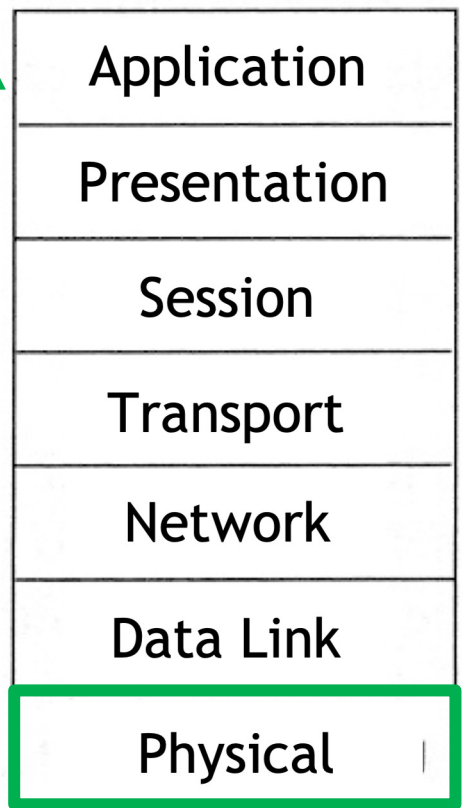 Application
Presentation
Session
Transport
Network
Data Link
Physical